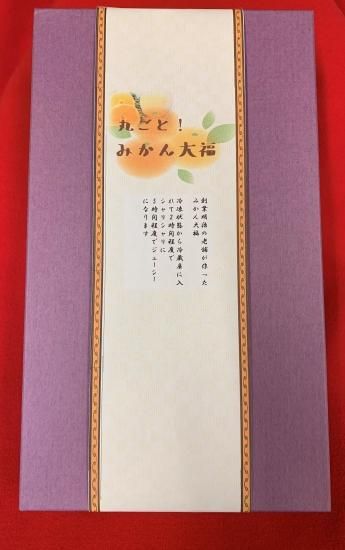 丸ごと！
みかん大福
創業明治の老舗が作った
みかん大福
冷凍状態から冷蔵庫に入
れて2時間程度で
シャリシャリに
5時間程度でジューシー
になります